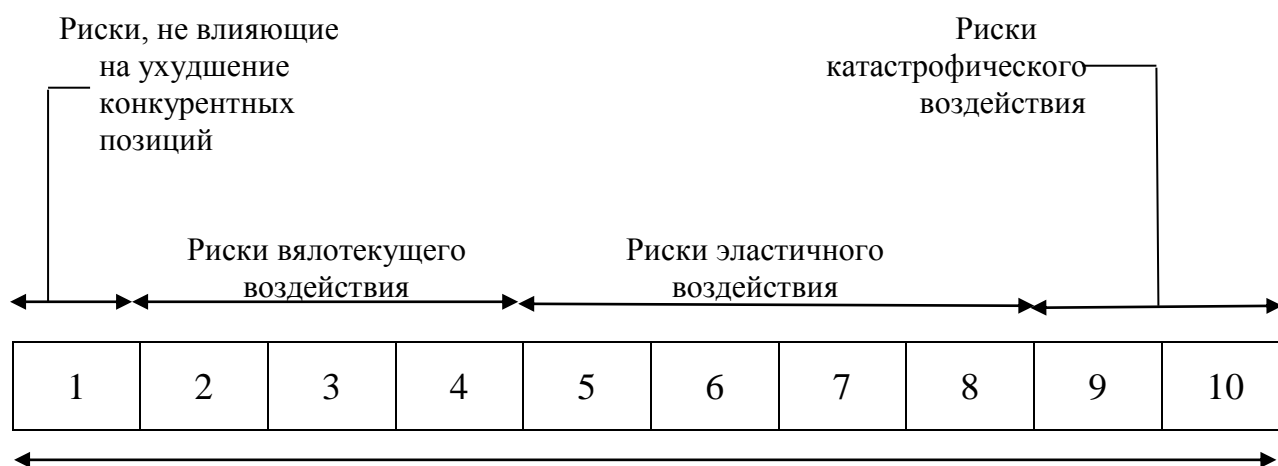 Риски, не влияющие
на ухудшение
конкурентных
позиций
Риски
катастрофического
воздействия
Риски вялотекущего
воздействия
Риски эластичного
воздействия
1 2 3 4 5 6 7 8 9 10